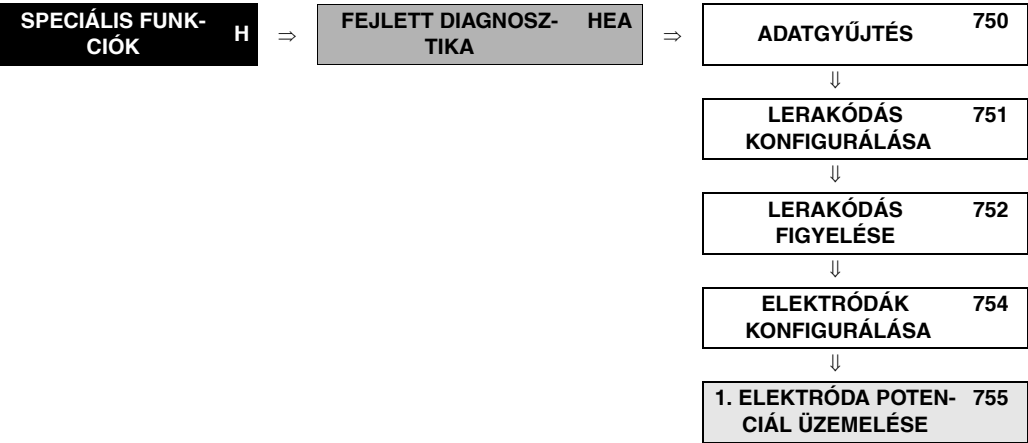 SPECIÁLIS FUNK-
CIÓK
H
⇒
FEJLETT DIAGNOSZ-
TIKA
HEA
⇒
ADATGYŰJTÉS
750
⇓
LERAKÓDÁS
KONFIGURÁLÁSA
751
⇓
LERAKÓDÁS
FIGYELÉSE
752
⇓
ELEKTRÓDÁK
KONFIGURÁLÁSA
754
⇓
1. ELEKTRÓDA POTEN-
CIÁL ÜZEMELÉSE
755